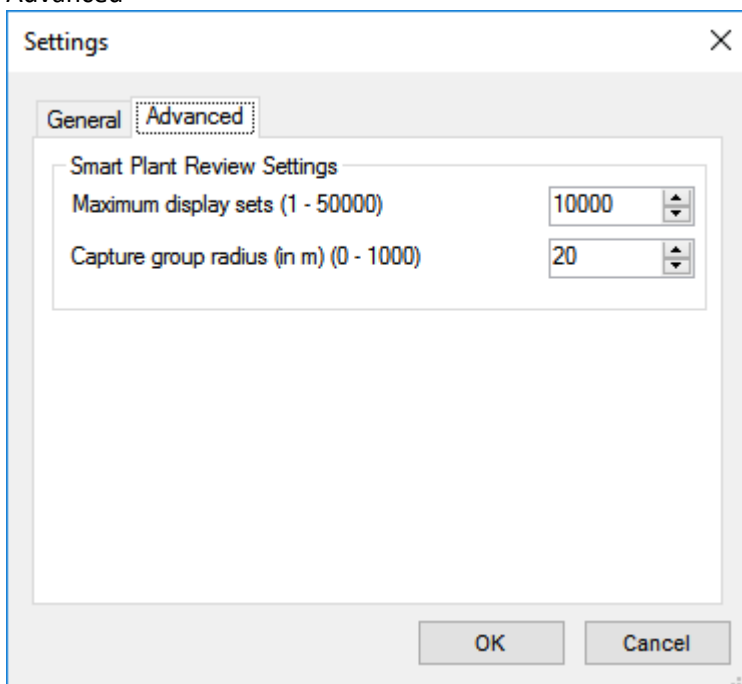 Advanced
Settings
General Advanced
Smart Plant Review Settings
Maximum display sets (1 - 50000) 10000
Capture group radius (in m) (0 - 1000) 20
OK Cancel